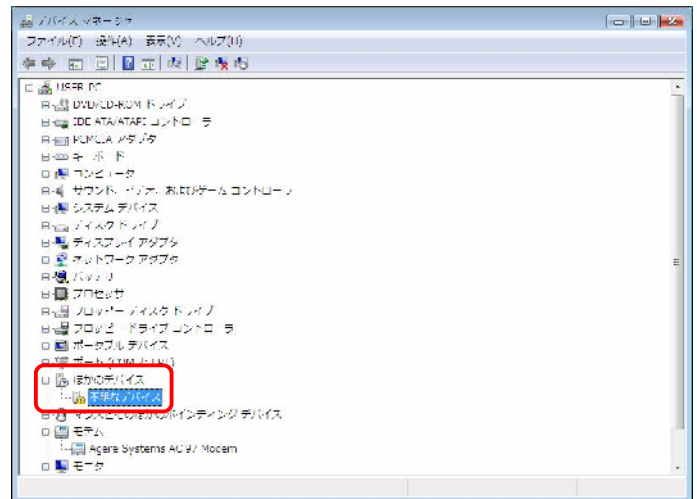 デバイス マネージャ
ファイル(F) 操作(A) 表示(V) ヘルプ(H)
USER-PC
DVD/CD-ROM ドライブ
IDE ATA/ATAPI コントローラ
PCMCIA アダプタ
キーボード
コンピュータ
サウンド、ビデオ、およびゲーム コントローラ
システム デバイス
ディスク ドライブ
ディスプレイ アダプタ
ネットワーク アダプタ
バッテリ
プロセッサ
フロッピー ディスク ドライブ
フロッピー ドライブ コントローラ
ポータブル デバイス
ポート (COM と LPT)
ほかのデバイス
不明なデバイス
マウスとそのほかのポインティング デバイス
モデム
Agere Systems AC'97 Modem
モニタ